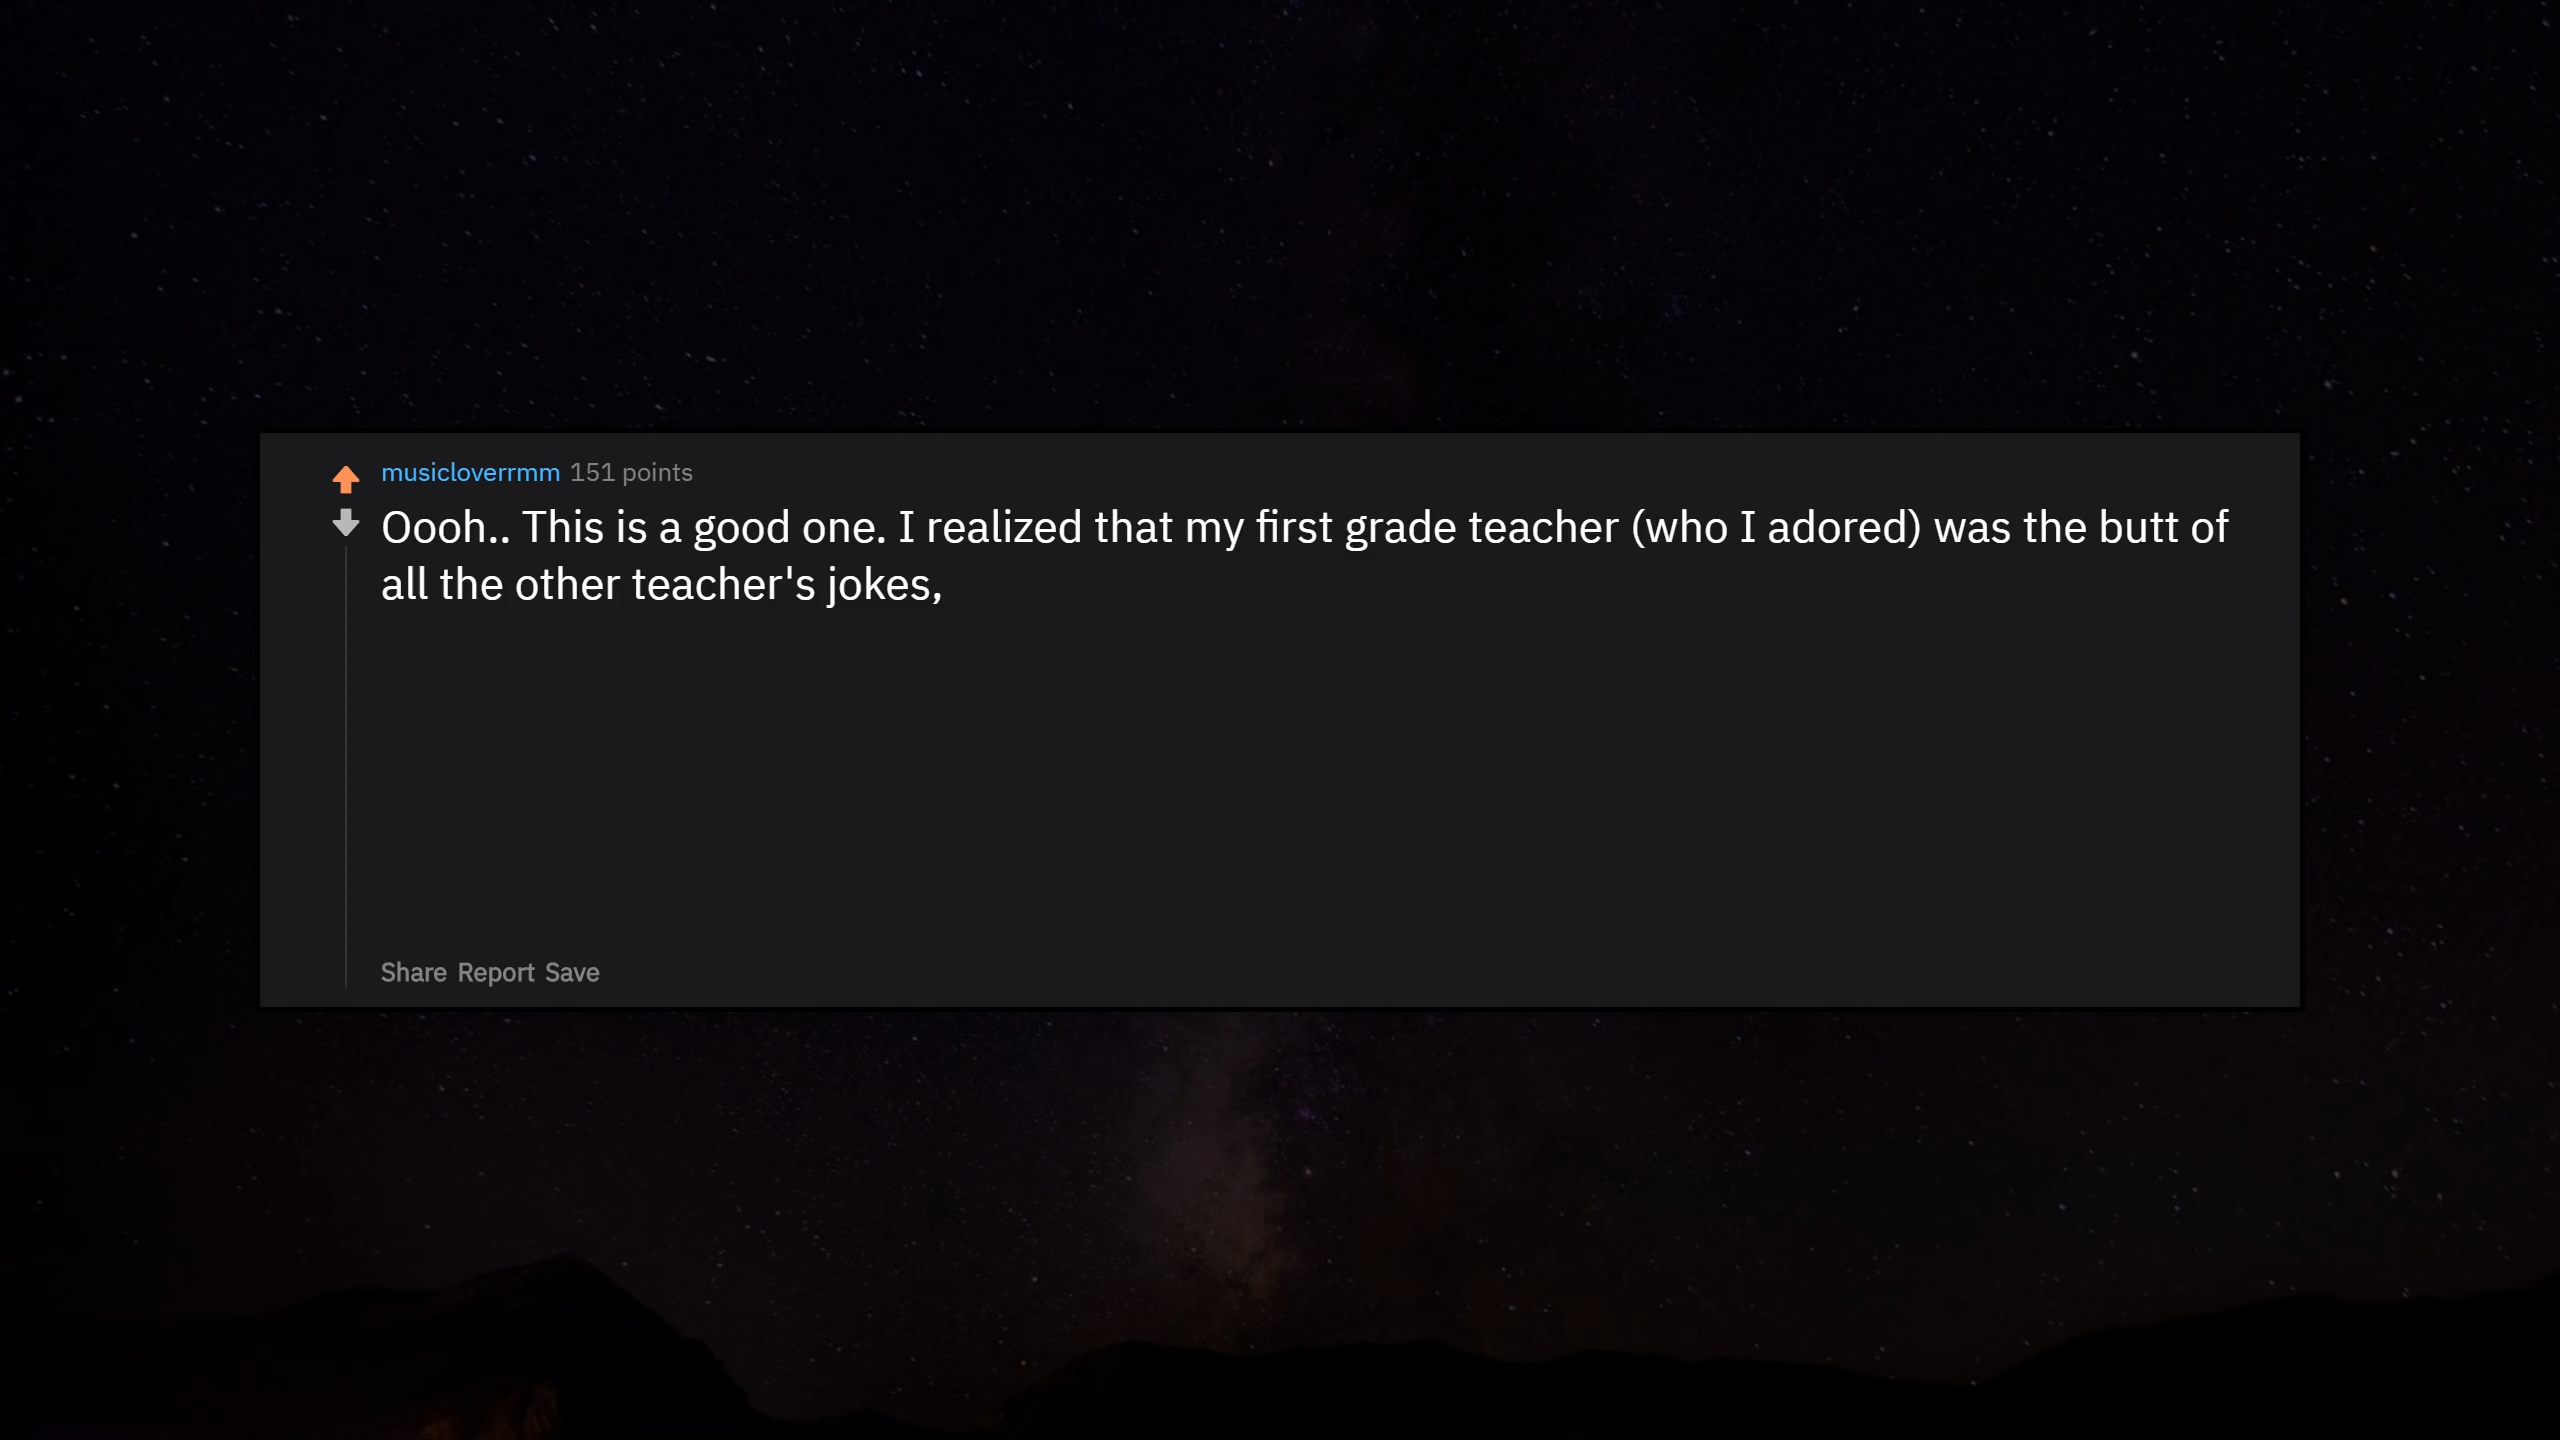 musicloverrmm 151 points
Oooh.. This is a good one. I realized that my first grade teacher (who I adored) was the butt of
all the other teacher's jokes,
Share Report Save